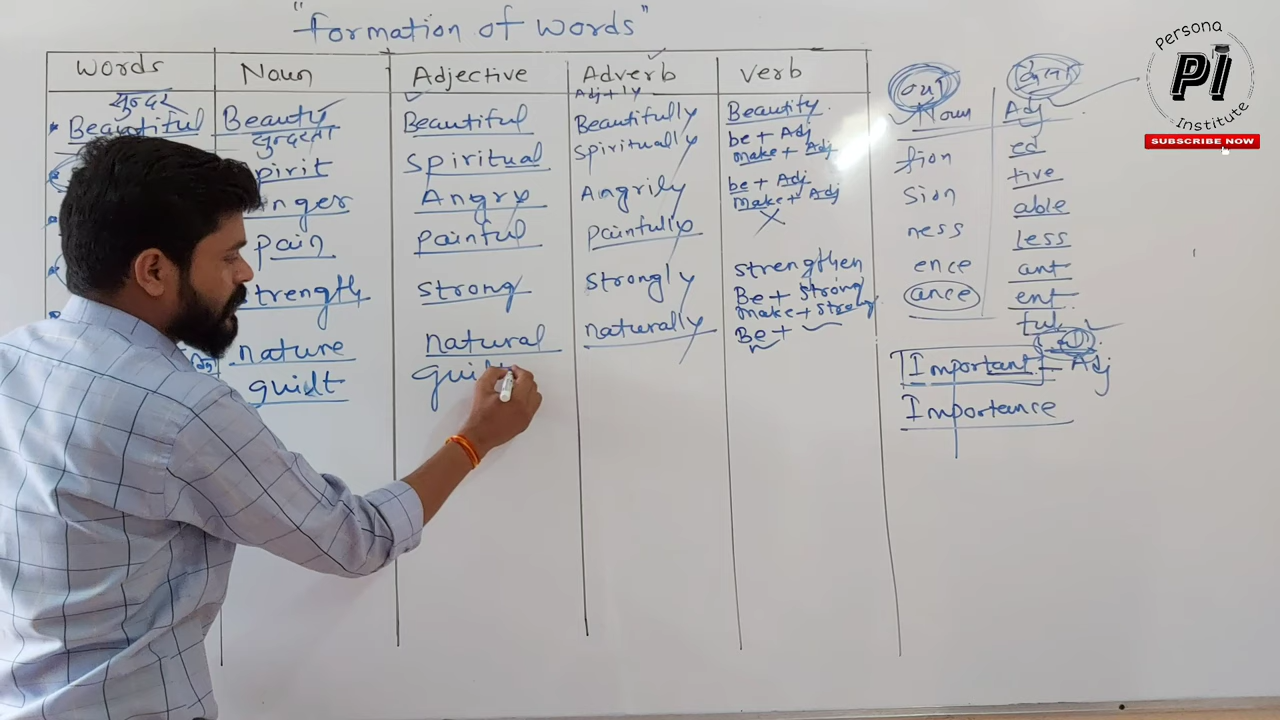 "Formation of Words"
Words Noun Adjective Adverb Verb
Adj+ly
सुन्दर
Beautiful Beauty Beautiful Beautifully Beautify
सुन्दरता
pirit Spiritual Spiritually be + Adj
make + Adj
nger Angry Angrily be + Adj
make + Adj
pain painful painfully X
trength strong strongly strengthen
Be + strong
make + strong
nature natural naturally Be +
guilt guil
Noun Adj
tion ed
Sion tive
ness able
ence less
ance ant
ent
ful
Important — Adj
Importance
Persona
PI
Institute
SUBSCRIBE NOW